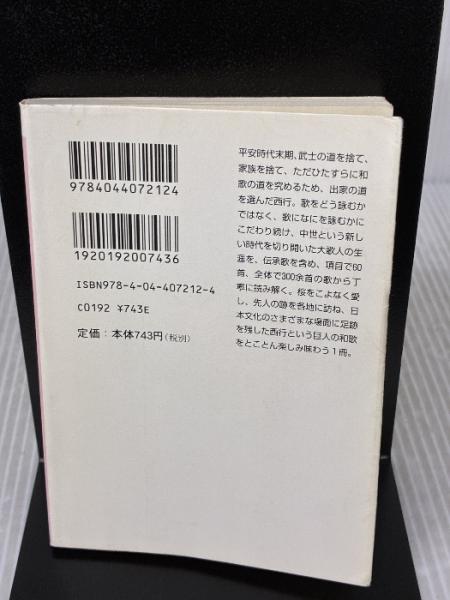 9784044072124
1920192007436
ISBN978-4-04-407212-4
C0192 ¥743E
定価：本体743円（税別）
平安時代末期、武士の道を捨て、
家族を捨て、ただひたすらに和
歌の道を究めるため、出家の道
を選んだ西行。歌をどう詠むか
ではなく、歌になにを詠むかに
こだわり続け、中世という新し
い時代を切り開いた大歌人の生
涯を、伝承歌を含め、項目で60
首、全体で300余首の歌から丁
寧に読み解く。桜をこよなく愛
し、先人の跡を各地に訪ね、日
本文化のさまざまな場面に足跡
を残した西行という巨人の和歌
をとことん楽しみ味わう1冊。